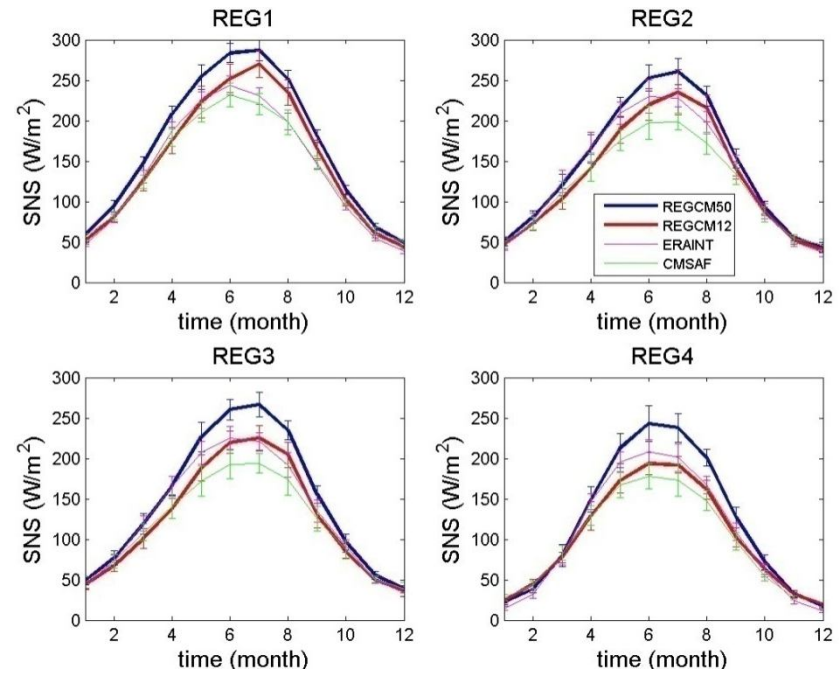 REG1
300
250
200
150
100
50
0
SNS (W/m2)
2 4 6 8 10 12
time (month)
REG2
300
250
200
150
100
50
0
SNS (W/m2)
REGCM50
REGCM12
ERAINT
CMSAF
2 4 6 8 10 12
time (month)
REG3
300
250
200
150
100
50
0
SNS (W/m2)
2 4 6 8 10 12
time (month)
REG4
300
250
200
150
100
50
0
SNS (W/m2)
2 4 6 8 10 12
time (month)